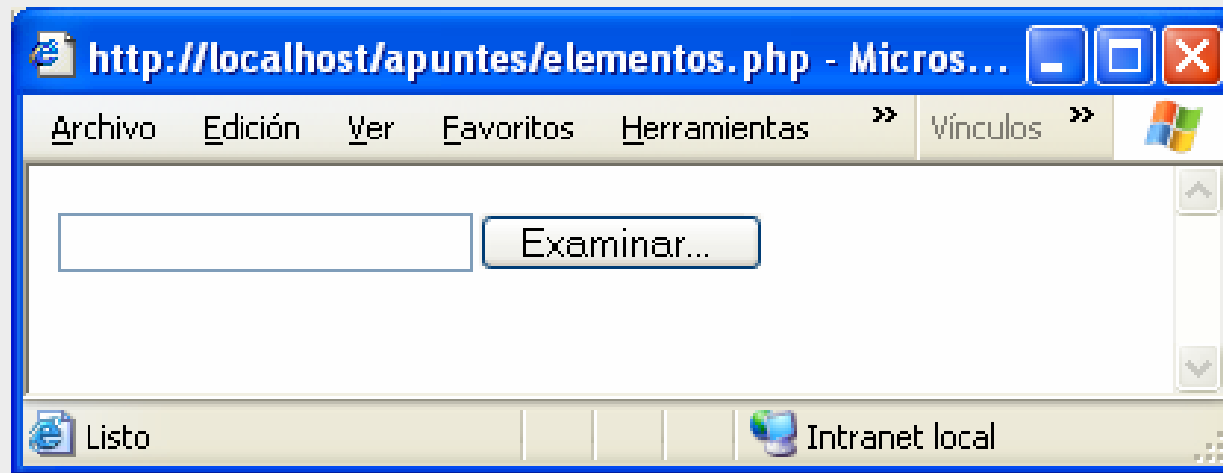 http://localhost/apuntes/elementos.php - Micros...
Archivo Edición Ver Favoritos Herramientas » Vínculos »
Examinar...
Listo Intranet local